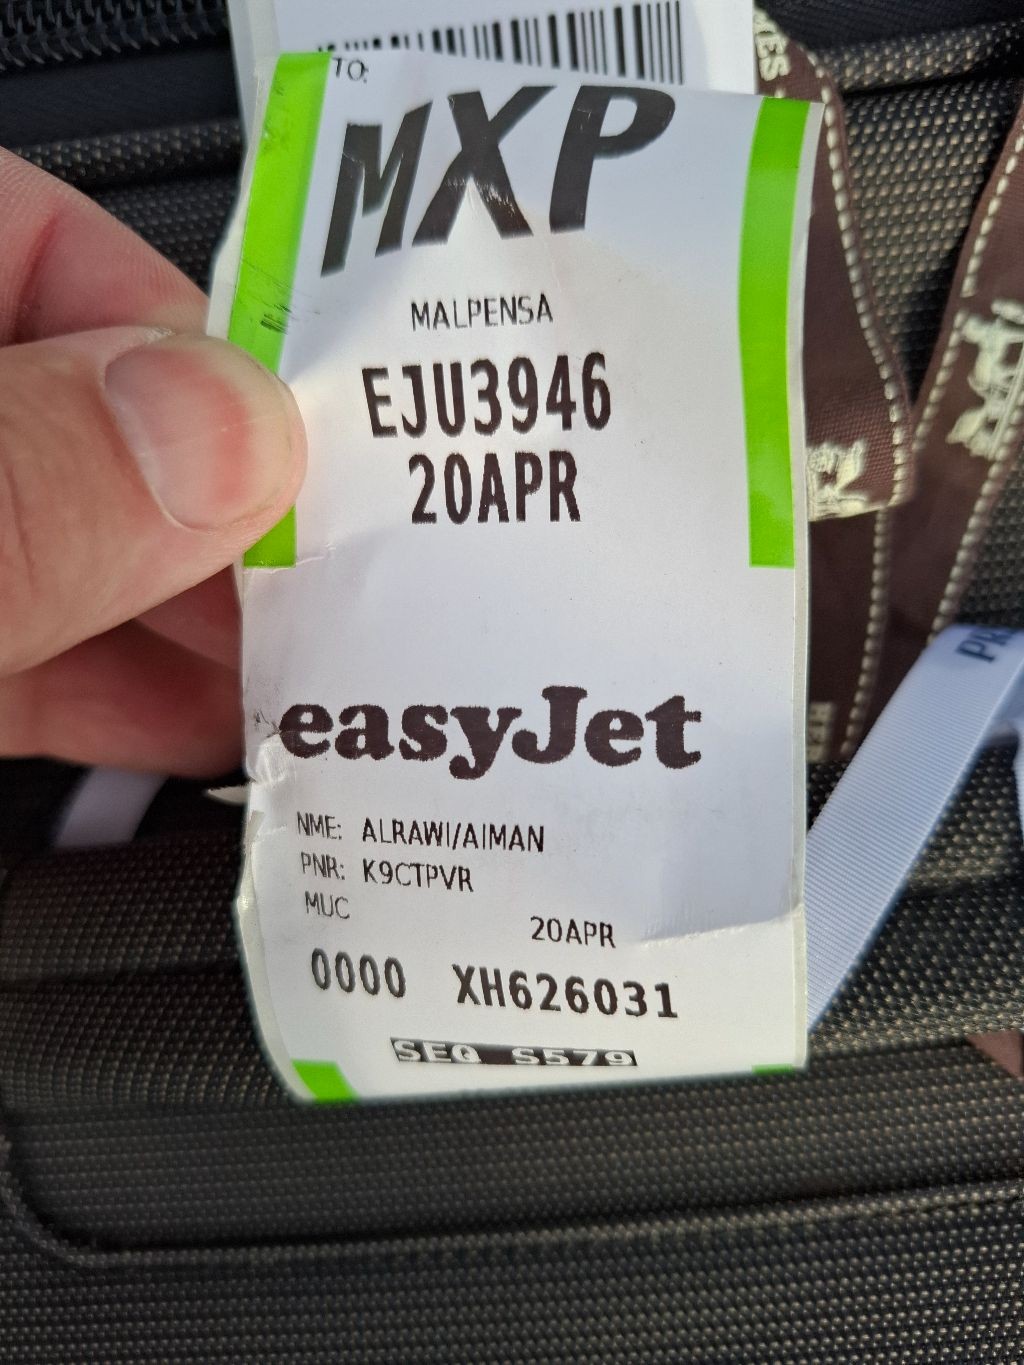 TO:
MXP
MALPENSA
EJU3946
20APR
easyJet
NME: ALRAWI/AIMAN
PNR: K9CTPVR
MUC
20APR
0000 XH626031
SEQ S579